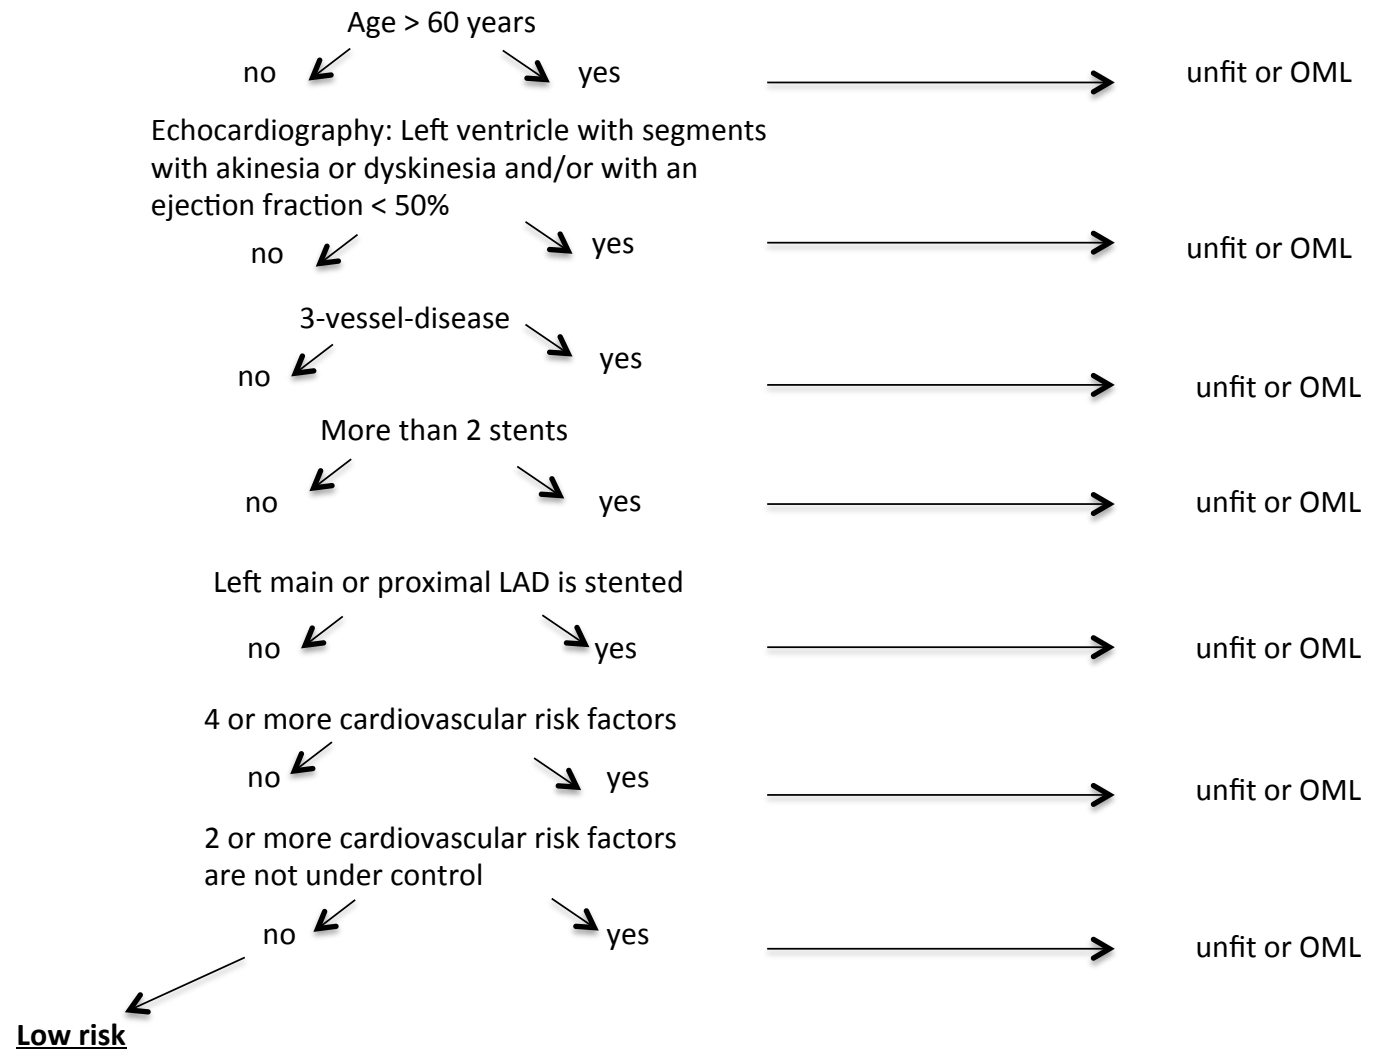 Age > 60 years
no
yes
unfit or OML
Echocardiography: Left ventricle with segments
with akinesia or dyskinesia and/or with an
ejection fraction < 50%
no
yes
unfit or OML
3-vessel-disease
no
yes
unfit or OML
More than 2 stents
no
yes
unfit or OML
Left main or proximal LAD is stented
no
yes
unfit or OML
4 or more cardiovascular risk factors
no
yes
unfit or OML
2 or more cardiovascular risk factors
are not under control
no
yes
unfit or OML
Low risk